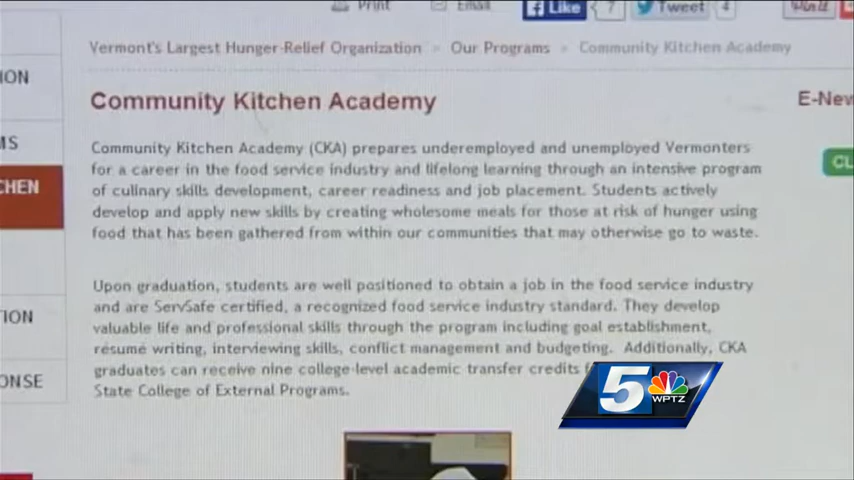 Print Email Like 7 Tweet 4 Pin it
Vermont's Largest Hunger-Relief Organization » Our Programs » Community Kitchen Academy
Community Kitchen Academy
E-New
ION
MS
CHEN
TION
ONSE
CL
Community Kitchen Academy (CKA) prepares underemployed and unemployed Vermonters
for a career in the food service industry and lifelong learning through an intensive program
of culinary skills development, career readiness and job placement. Students actively
develop and apply new skills by creating wholesome meals for those at risk of hunger using
food that has been gathered from within our communities that may otherwise go to waste.
Upon graduation, students are well positioned to obtain a job in the food service industry
and are ServSafe certified, a recognized food service industry standard. They develop
valuable life and professional skills through the program including goal establishment,
resume writing, interviewing skills, conflict management and budgeting. Additionally, CKA
graduates can receive nine college-level academic transfer credits
State College of External Programs.
5 WPTZ